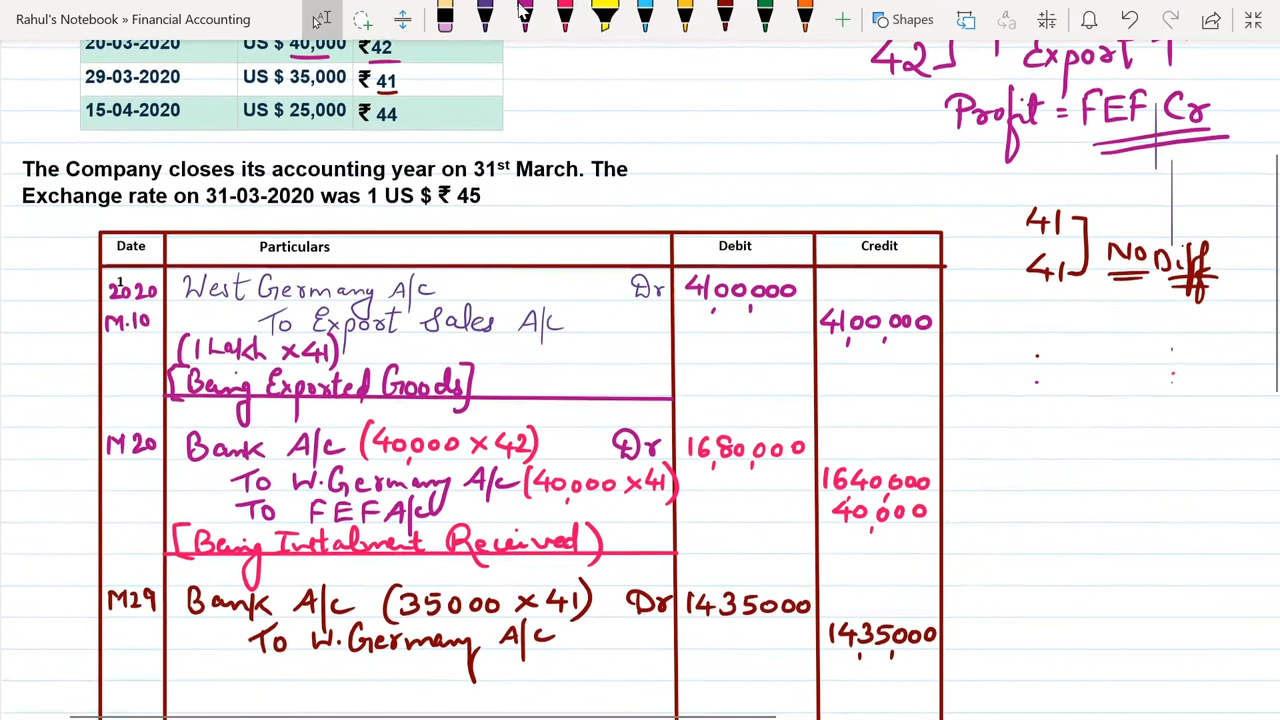 Rahul's Notebook » Financial Accounting
Shapes
20-03-2020 US $ 40,000 ₹42
29-03-2020 US $ 35,000 ₹ 41
15-04-2020 US $ 25,000 ₹ 44
42 Export ↑
Profit = FEF Cr
The Company closes its accounting year on 31st March. The
Exchange rate on 31-03-2020 was 1 US $ ₹ 45
41
41 No Diff
Date Particulars Debit Credit
2020 West Germany A/c Dr 4100000
M.10 To Export Sales A/c 4100000
(1 Lakh × 41)
[Being Exported Goods]
M20 Bank A/c (40,000 × 42) Dr 1680000
To W.Germany A/c (40,000 × 41) 1640000
To FEF A/c 40000
[Being Instalment Received)
M29 Bank A/c (35000 × 41) Dr 1435000
To W.Germany A/c 1435000